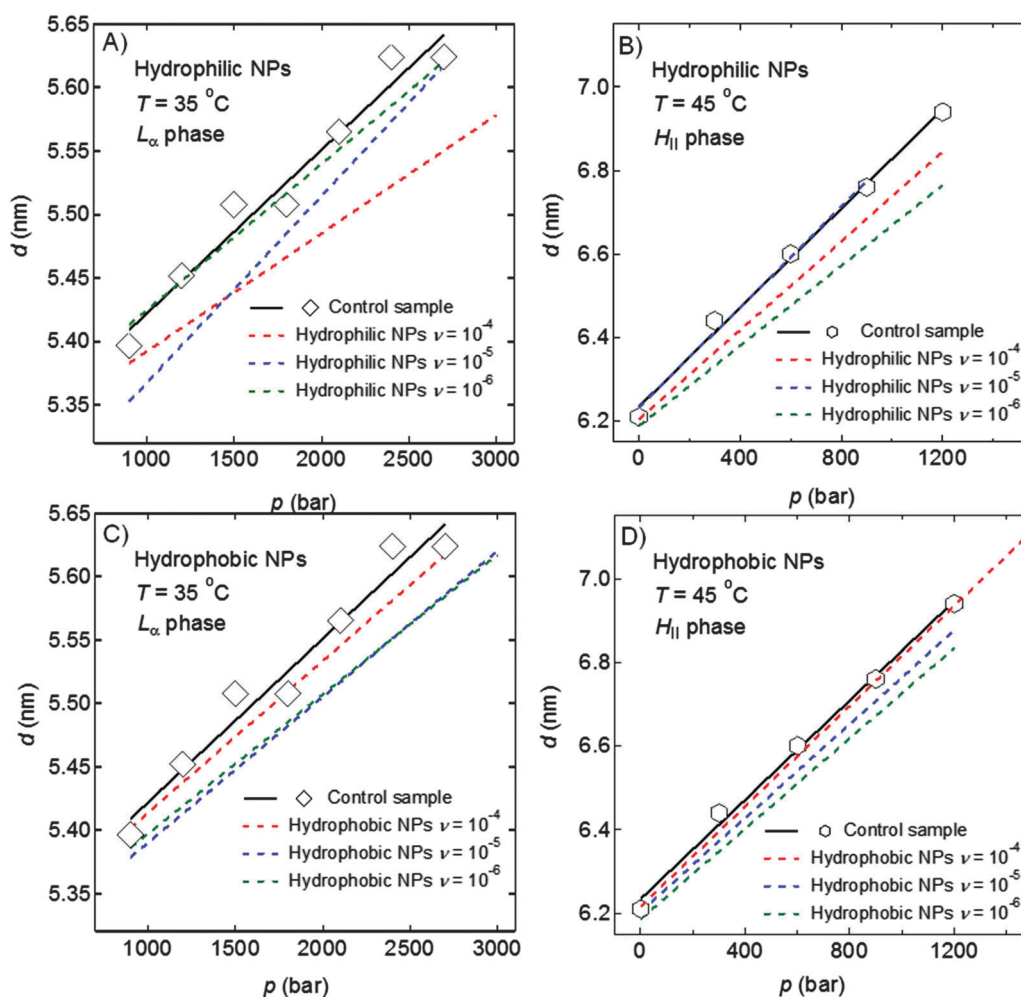 A)
Hydrophilic NPs
T = 35 °C
Lα phase
5.65
5.60
5.55
5.50
5.45
5.40
5.35
d (nm)
Control sample
Hydrophilic NPs ν = 10⁻⁴
Hydrophilic NPs ν = 10⁻⁵
Hydrophilic NPs ν = 10⁻⁶
1000 1500 2000 2500 3000
p (bar)
B)
Hydrophilic NPs
T = 45 °C
HII phase
7.0
6.8
6.6
6.4
6.2
d (nm)
Control sample
Hydrophilic NPs ν = 10⁻⁴
Hydrophilic NPs ν = 10⁻⁵
Hydrophilic NPs ν = 10⁻⁶
0 400 800 1200
p (bar)
C)
Hydrophobic NPs
T = 35 °C
Lα phase
5.65
5.60
5.55
5.50
5.45
5.40
5.35
d (nm)
Control sample
Hydrophobic NPs ν = 10⁻⁴
Hydrophobic NPs ν = 10⁻⁵
Hydrophobic NPs ν = 10⁻⁶
1000 1500 2000 2500 3000
p (bar)
D)
Hydrophobic NPs
T = 45 °C
HII phase
7.0
6.8
6.6
6.4
6.2
d (nm)
Control sample
Hydrophobic NPs ν = 10⁻⁴
Hydrophobic NPs ν = 10⁻⁵
Hydrophobic NPs ν = 10⁻⁶
0 400 800 1200
p (bar)